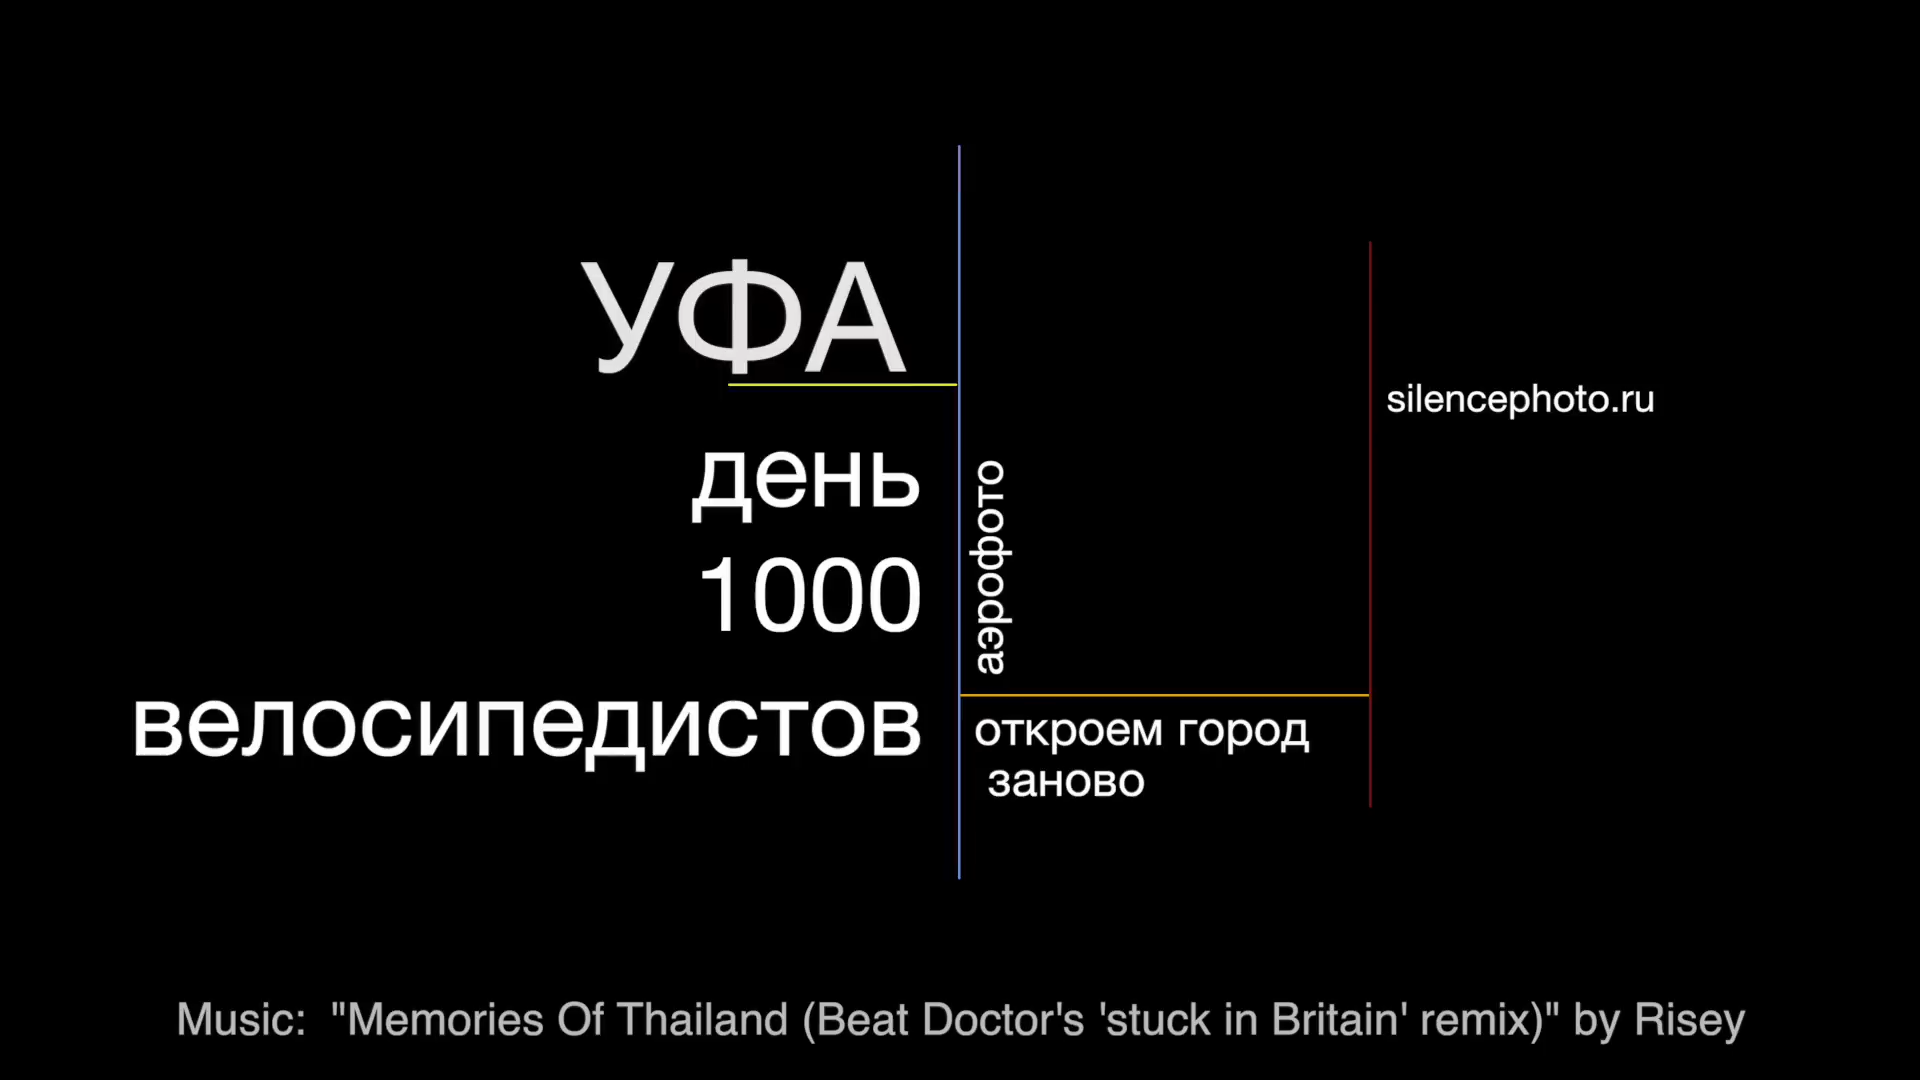 УФА
день
1000
велосипедистов
аэрофото
откроем город
заново
silencephoto.ru
Music: "Memories Of Thailand (Beat Doctor's 'stuck in Britain' remix)" by Risey